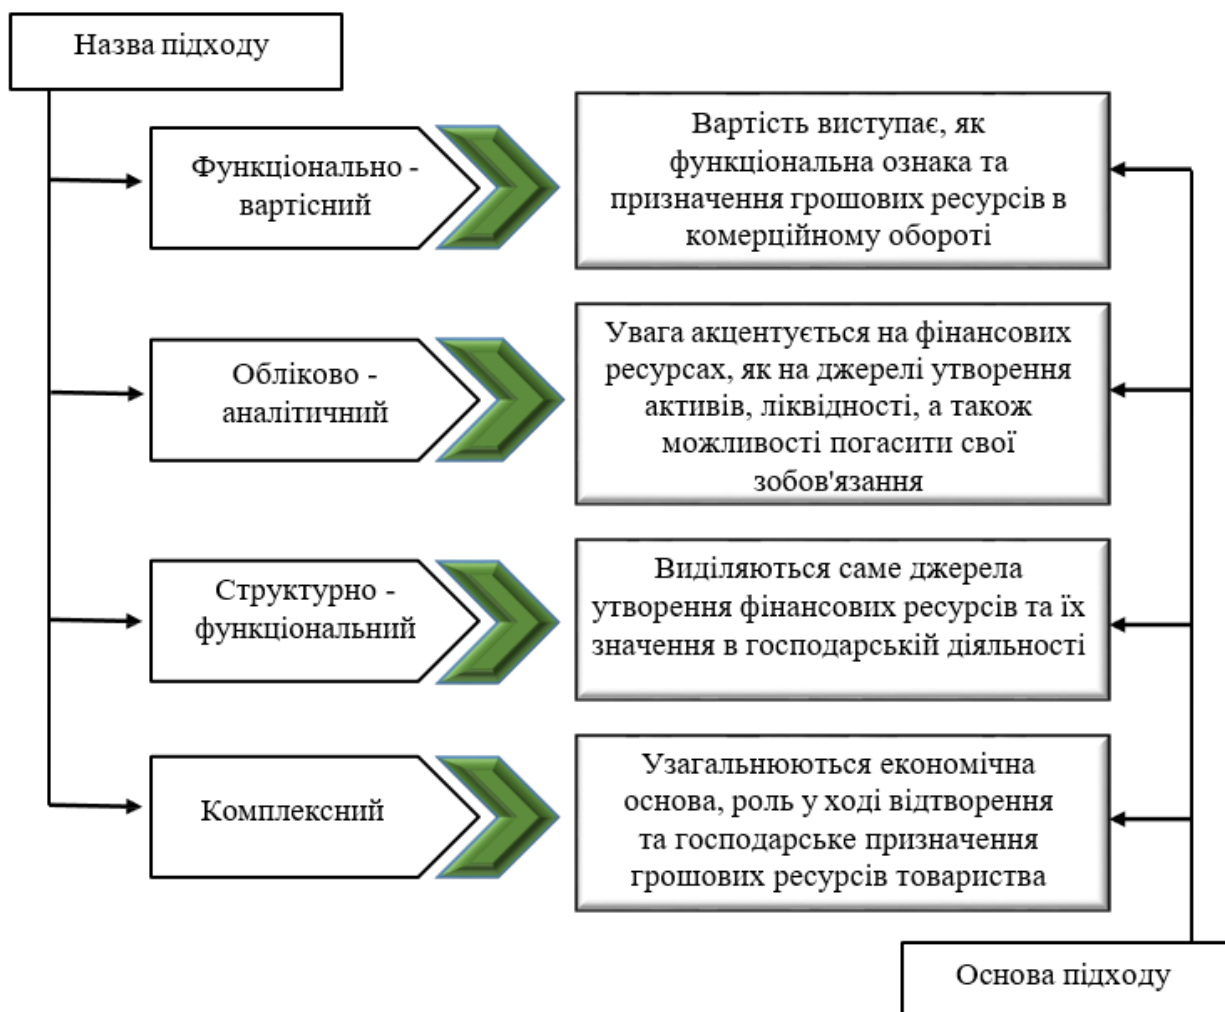 Назва підходу
Функціонально -
вартісний
Вартість виступає, як
функціональна ознака та
призначення грошових ресурсів в
комерційному обороті
Обліково -
аналітичний
Увага акцентується на фінансових
ресурсах, як на джерелі утворення
активів, ліквідності, а також
можливості погасити свої
зобов'язання
Структурно -
функціональний
Виділяються саме джерела
утворення фінансових ресурсів та їх
значення в господарській діяльності
Комплексний
Узагальнюються економічна
основа, роль у ході відтворення
та господарське призначення
грошових ресурсів товариства
Основа підходу